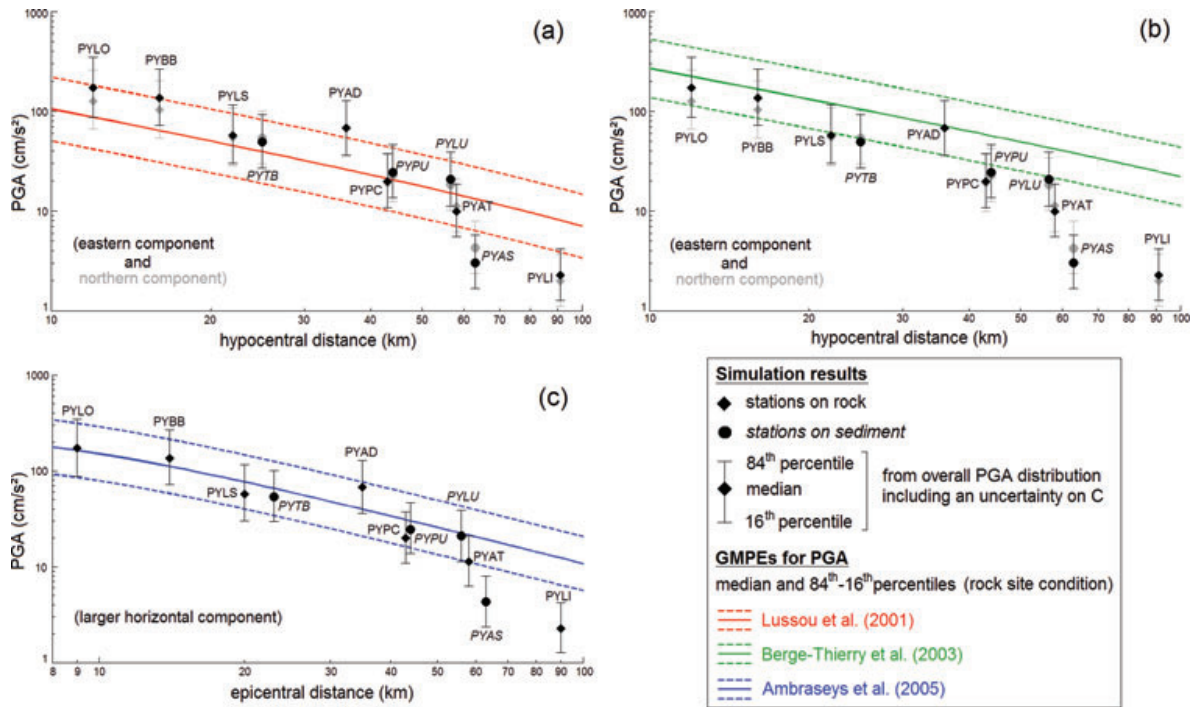 (a)
1000
100
10
1
PGA (cm/s²)
PYLO
PYBB
PYLS
PYTB
PYAD
PYPC
PYPU
PYLU
PYAT
PYAS
PYLI
(eastern component
and
northern component)
10
20
30
40
50
60
70
80
90
100
hypocentral distance (km)
(b)
1000
100
10
1
PGA (cm/s²)
PYLO
PYBB
PYLS
PYTB
PYAD
PYPC
PYPU
PYLU
PYAT
PYAS
PYLI
(eastern component
and
northern component)
10
20
30
40
50
60
70
80
90
100
hypocentral distance (km)
(c)
1000
100
10
1
PGA (cm/s²)
PYLO
PYBB
PYLS
PYTB
PYAD
PYPC
PYPU
PYLU
PYAT
PYAS
PYLI
(larger horizontal component)
8
9
10
20
30
40
50
60
70
80
90
100
epicentral distance (km)
Simulation results
stations on rock
stations on sediment
84th percentile
median
16th percentile
from overall PGA distribution
including an uncertainty on C
GMPEs for PGA
median and 84th-16th percentiles (rock site condition)
Lussou et al. (2001)
Berge-Thierry et al. (2003)
Ambraseys et al. (2005)